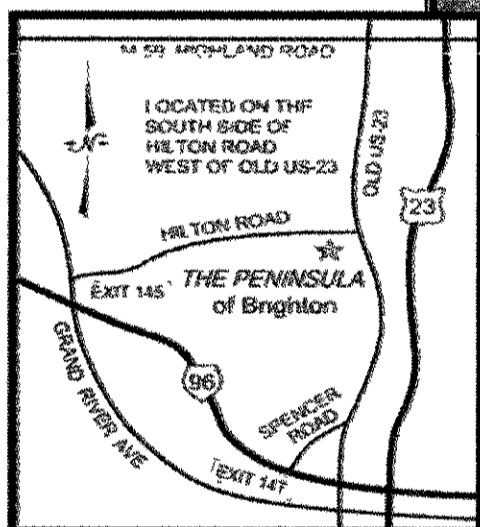 M-59 HIGHLAND ROAD
LOCATED ON THE
SOUTH SIDE OF
HILTON ROAD
WEST OF OLD US-23
N
OLD US-23
23
HILTON ROAD
EXIT 145
THE PENINSULA
of Brighton
GRAND RIVER AVE
96
SPENCER
ROAD
EXIT 147